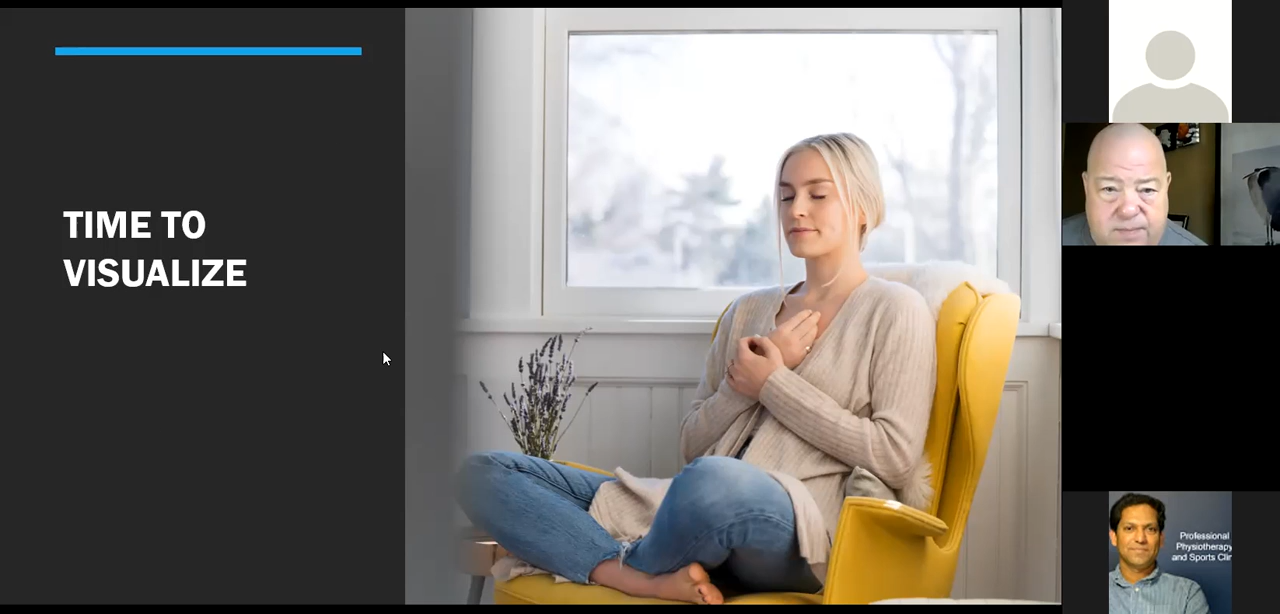 TIME TO
VISUALIZE
Professional
Physiotherapy
and Sports Clin